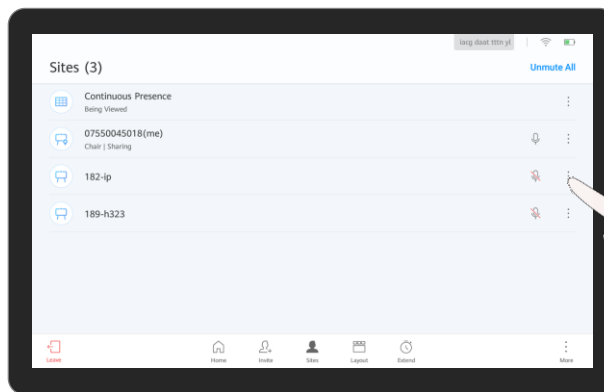 iacg daat tttn yl
Sites (3)
Unmute All
Continuous Presence
Being Viewed
07550045018(me)
Chair | Sharing
182-ip
189-h323
Leave
Home
Invite
Sites
Layout
Extend
More